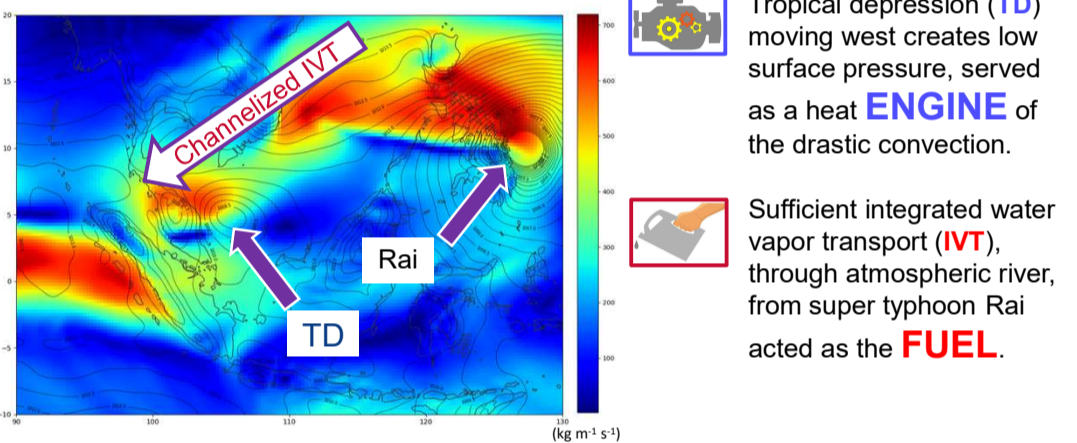 Tropical depression (TD)
moving west creates low
surface pressure, served
as a heat ENGINE of
the drastic convection.
Sufficient integrated water
vapor transport (IVT),
through atmospheric river,
from super typhoon Rai
acted as the FUEL.
Channelized IVT
Rai
TD
20
15
10
5
0
−5
−10
90
100
110
120
130
700
600
500
400
300
200
100
(kg m-1 s-1)